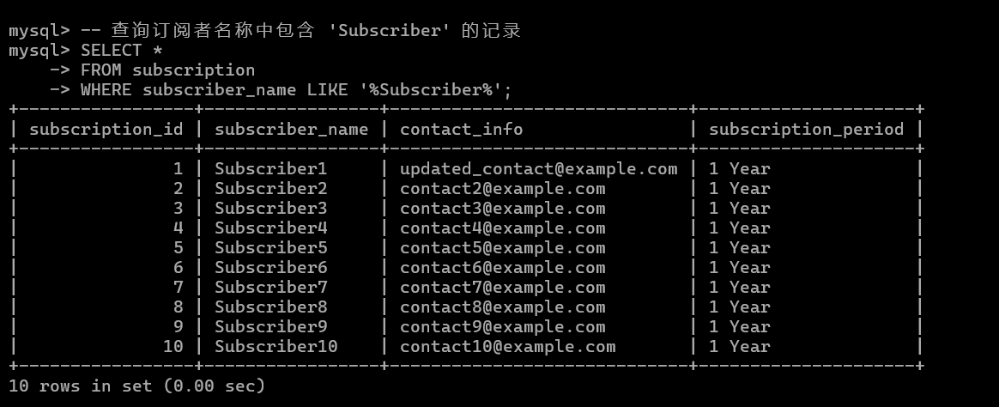 mysql> -- 查询订阅者名称中包含 'Subscriber' 的记录
mysql> SELECT *
    -> FROM subscription
    -> WHERE subscriber_name LIKE '%Subscriber%';
+-----------------+-----------------+-----------------------------+---------------------+
| subscription_id | subscriber_name | contact_info                | subscription_period |
+-----------------+-----------------+-----------------------------+---------------------+
|               1 | Subscriber1     | updated_contact@example.com | 1 Year              |
|               2 | Subscriber2     | contact2@example.com        | 1 Year              |
|               3 | Subscriber3     | contact3@example.com        | 1 Year              |
|               4 | Subscriber4     | contact4@example.com        | 1 Year              |
|               5 | Subscriber5     | contact5@example.com        | 1 Year              |
|               6 | Subscriber6     | contact6@example.com        | 1 Year              |
|               7 | Subscriber7     | contact7@example.com        | 1 Year              |
|               8 | Subscriber8     | contact8@example.com        | 1 Year              |
|               9 | Subscriber9     | contact9@example.com        | 1 Year              |
|              10 | Subscriber10    | contact10@example.com       | 1 Year              |
+-----------------+-----------------+-----------------------------+---------------------+
10 rows in set (0.00 sec)